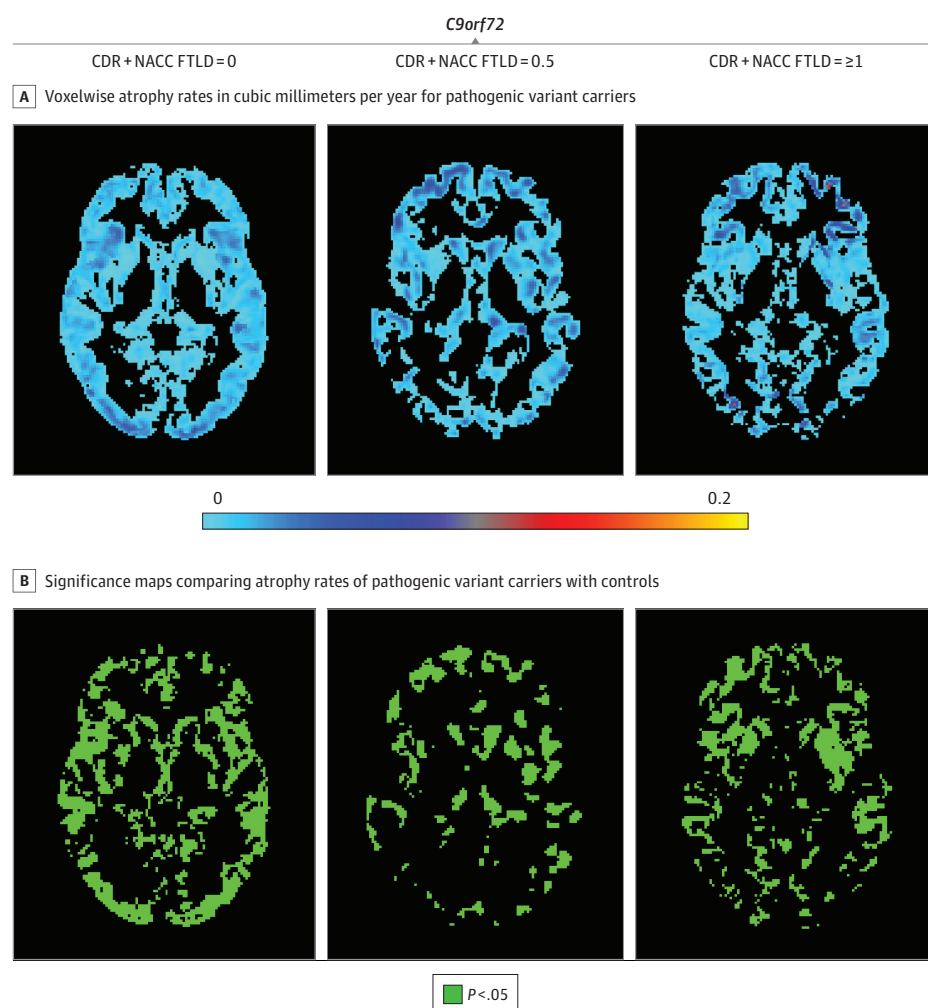 C9orf72
CDR + NACC FTLD = 0
CDR + NACC FTLD = 0.5
CDR + NACC FTLD = ≥1
A Voxelwise atrophy rates in cubic millimeters per year for pathogenic variant carriers
0
0.2
B Significance maps comparing atrophy rates of pathogenic variant carriers with controls
P<.05